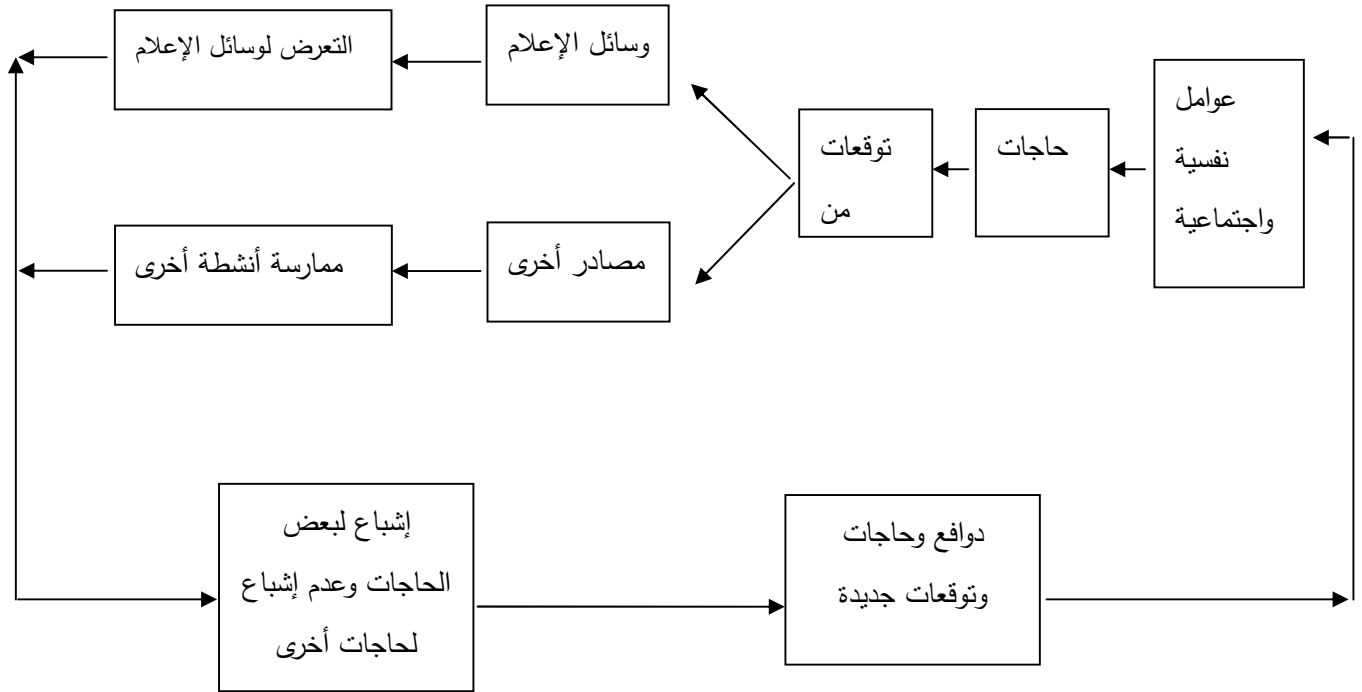 عوامل
نفسية
واجتماعية
حاجات
توقعات
من
وسائل الإعلام
التعرض لوسائل الإعلام
مصادر أخرى
ممارسة أنشطة أخرى
إشباع لبعض
الحاجات وعدم إشباع
لحاجات أخرى
دوافع وحاجات
وتوقعات جديدة